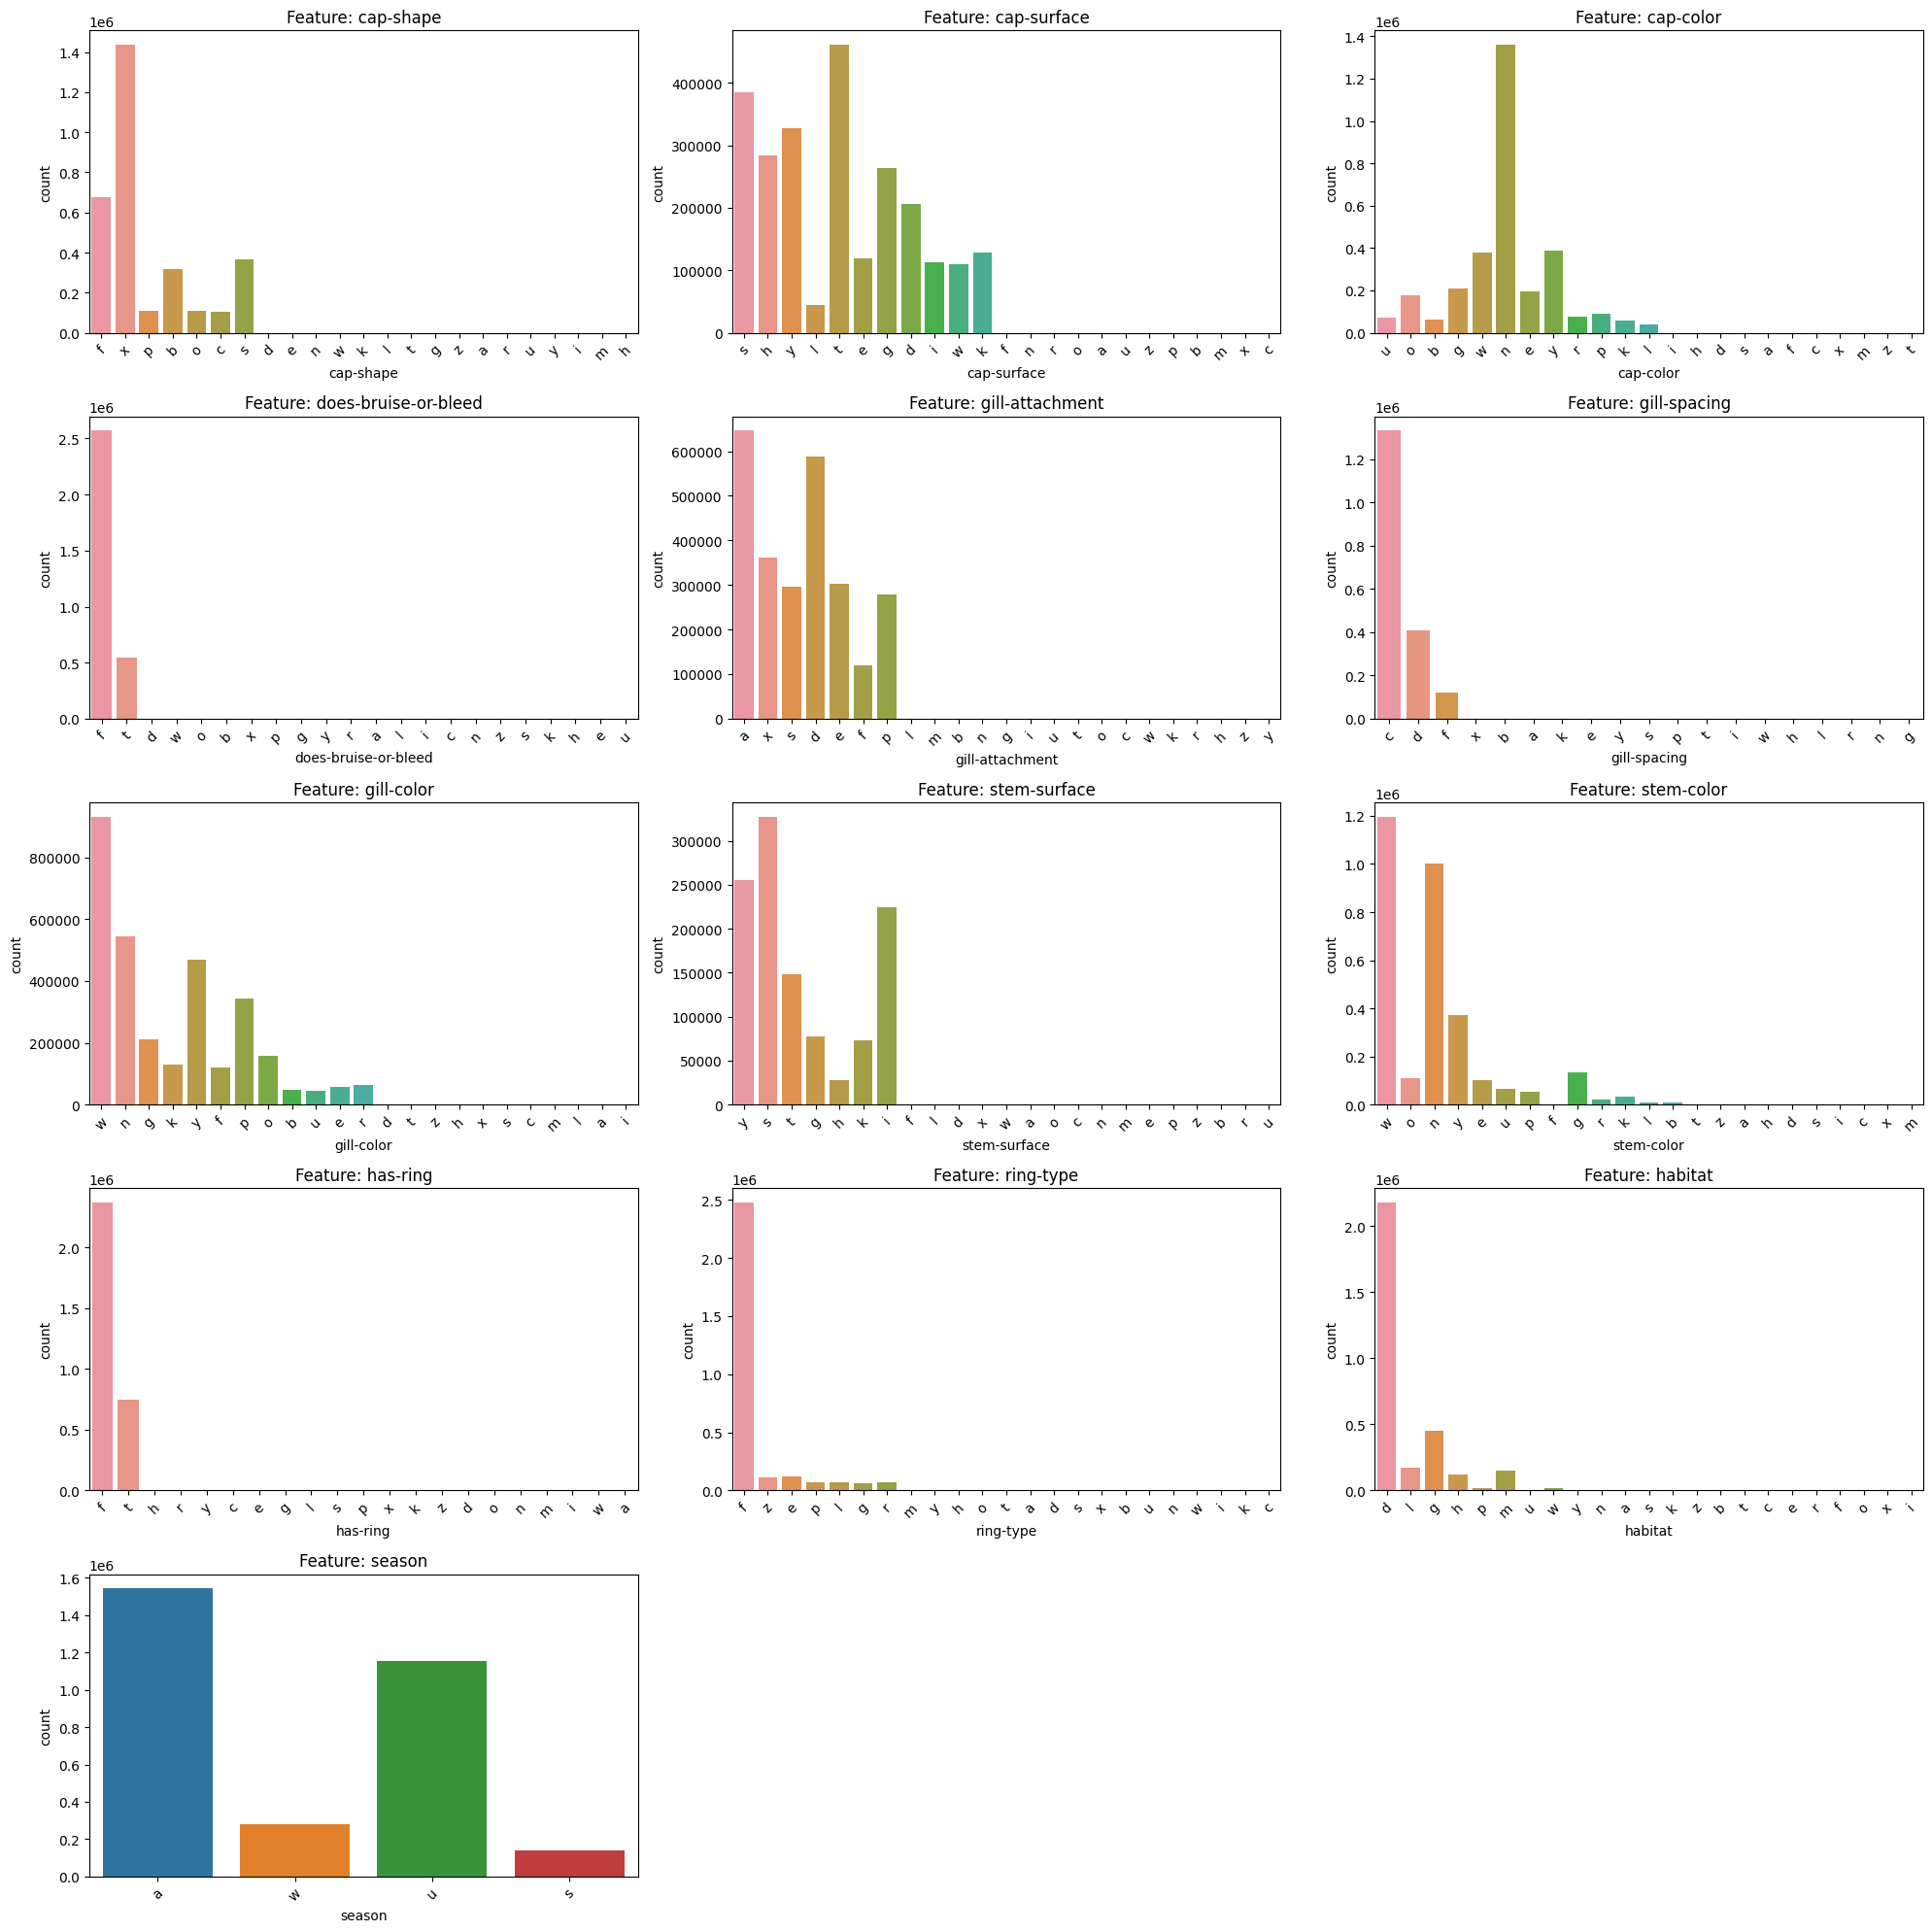 Feature: cap-shape
1e6
1.4
1.2
1.0
0.8
0.6
0.4
0.2
0.0
count
f x p b o c s d e n w k l t g z a r u y i m h
cap-shape
Feature: cap-surface
400000
300000
200000
100000
0
count
s h y l t e g d i w k f n r o a u z p b m x c
cap-surface
Feature: cap-color
1e6
1.4
1.2
1.0
0.8
0.6
0.4
0.2
0.0
count
u o b g w n e y r p k l i h d s a f c x m z t
cap-color
Feature: does-bruise-or-bleed
1e6
2.5
2.0
1.5
1.0
0.5
0.0
count
f t d w o b x p g y r a l i c n z s k h e u
does-bruise-or-bleed
Feature: gill-attachment
600000
500000
400000
300000
200000
100000
0
count
a x s d e f p l m b n g i u t o c w k r h z y
gill-attachment
Feature: gill-spacing
1e6
1.2
1.0
0.8
0.6
0.4
0.2
0.0
count
c d f x b a k e y s p t i w h l r n g
gill-spacing
Feature: gill-color
800000
600000
400000
200000
0
count
w n g k y f p o b u e r d t z h x s c m l a i
gill-color
Feature: stem-surface
300000
250000
200000
150000
100000
50000
0
count
y s t g h k i f l d x w a o c n m e p z b r u
stem-surface
Feature: stem-color
1e6
1.2
1.0
0.8
0.6
0.4
0.2
0.0
count
w o n y e u p f g r k l b t z a h d s i c x m
stem-color
Feature: has-ring
1e6
2.0
1.5
1.0
0.5
0.0
count
f t h r y c e g l s p x k z d o n m i w a
has-ring
Feature: ring-type
1e6
2.5
2.0
1.5
1.0
0.5
0.0
count
f z e p l g r m y h o t a d s x b u n w i k c
ring-type
Feature: habitat
1e6
2.0
1.5
1.0
0.5
0.0
count
d l g h p m u w y n a s k z b t c e r f o x i
habitat
Feature: season
1e6
1.6
1.4
1.2
1.0
0.8
0.6
0.4
0.2
0.0
count
a w u s
season